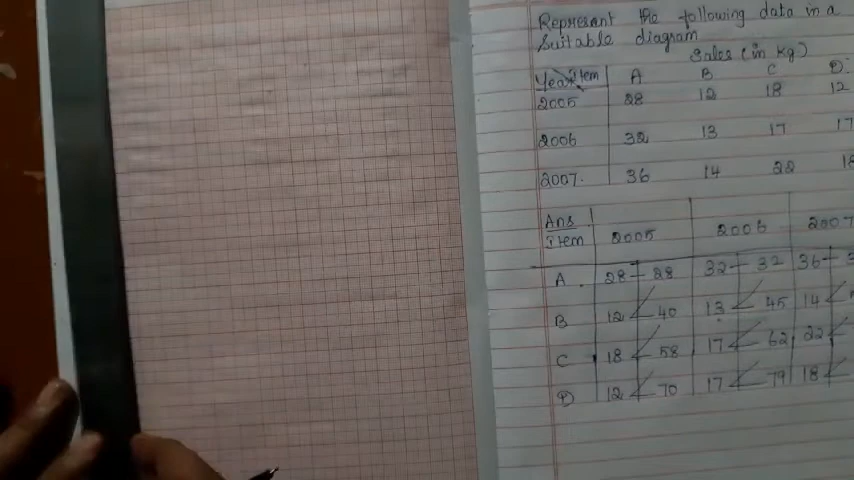 Represent the following data in a
Suitable diagram
Sales (in kg)
Year Item A B C D
2005 28 12 18 12
2006 32 13 17 17
2007. 36 14 22
Ans
Item 2005 2006 2007
A 28 28 32 32 36
B 12 40 13 45 14
C 18 58 17 62 22
D 12 70 17 79 18